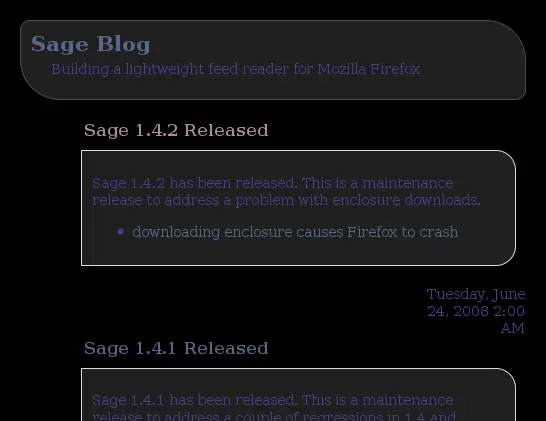 Sage Blog
Building a lightweight feed reader for Mozilla Firefox
Sage 1.4.2 Released
Sage 1.4.2 has been released. This is a maintenance
release to address a problem with enclosure downloads.
downloading enclosure causes Firefox to crash
Tuesday, June
24, 2008 2:00
AM
Sage 1.4.1 Released
Sage 1.4.1 has been released. This is a maintenance
release to address a couple of regressions in 1.4 and